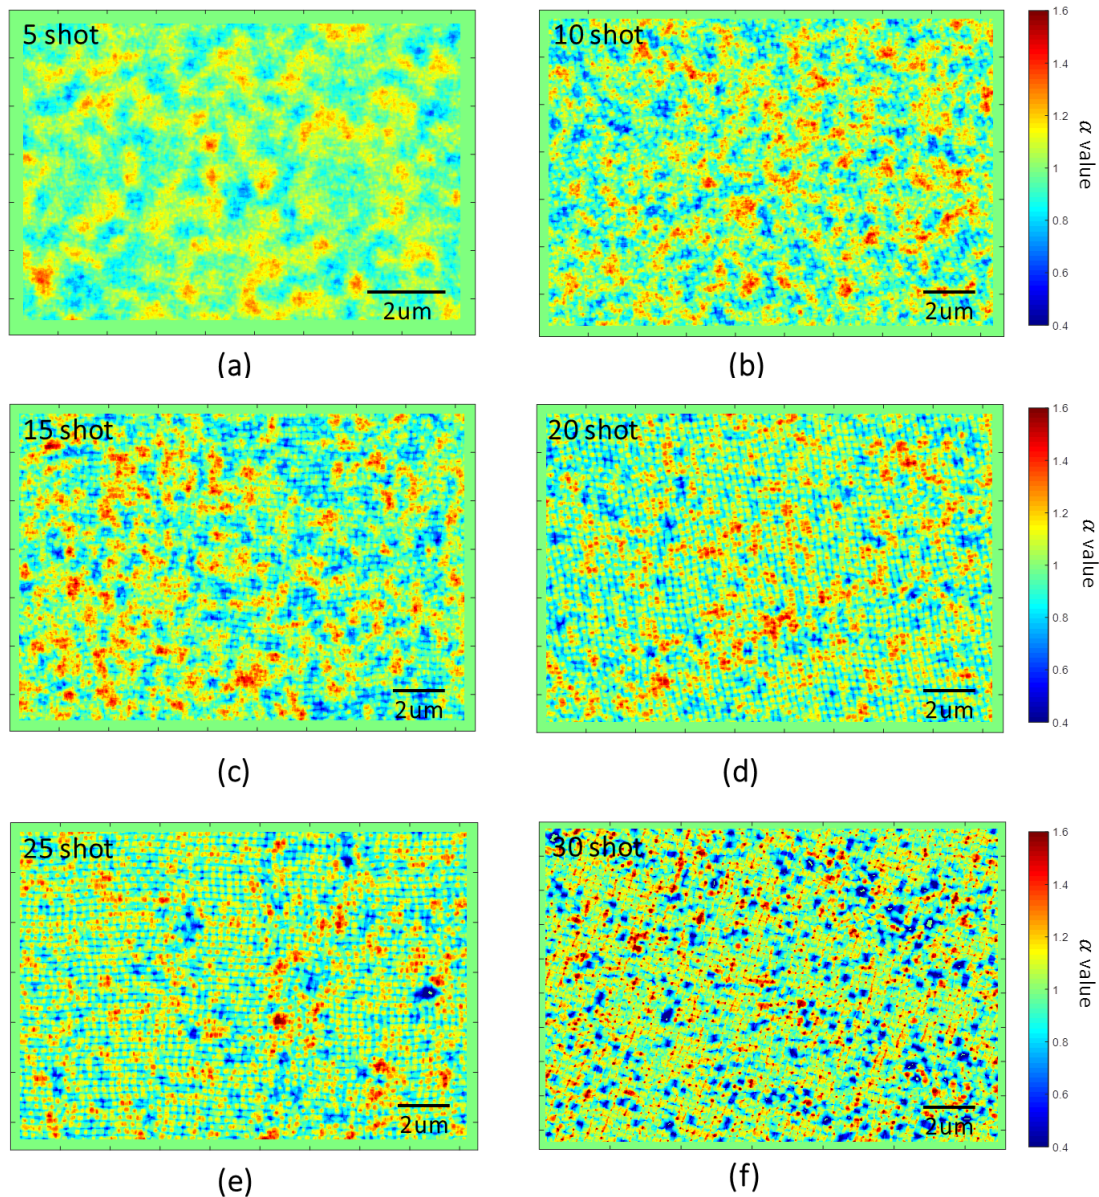 5 shot
10 shot
1.6
1.4
1.2
1
0.8
0.6
0.4
α value
2um
2um
(a)
(b)
15 shot
20 shot
1.6
1.4
1.2
1
0.8
0.6
0.4
α value
2um
2um
(c)
(d)
25 shot
30 shot
1.6
1.4
1.2
1
0.8
0.6
0.4
α value
2um
2um
(e)
(f)